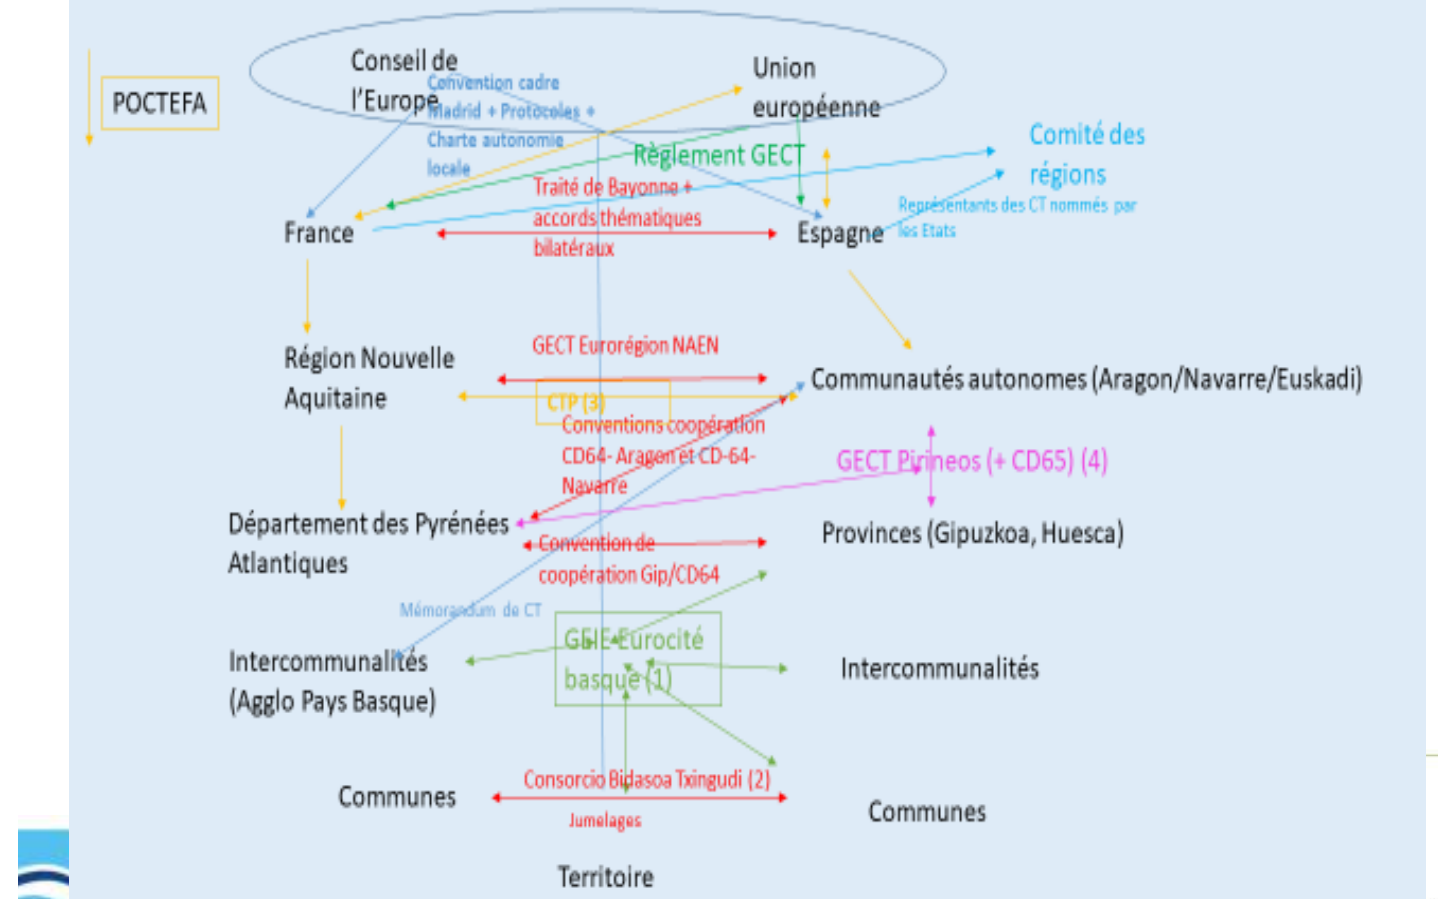 Conseil de
l'Europe
Convention cadre
Madrid + Protocoles +
Charte autonomie
locale
Union
européenne
POCTEFA
Comité des
régions
Règlement GECT
Traité de Bayonne +
accords thématiques
bilatéraux
Représentants des CT nommés par
les Etats
France
Espagne
GECT Eurorégion NAEN
Région Nouvelle
Aquitaine
Communautés autonomes (Aragon/Navarre/Euskadi)
CTP (3)
Conventions coopération
CD64- Aragon et CD-64-
Navarre
GECT Pirineos (+ CD65) (4)
Département des Pyrénées
Atlantiques
Provinces (Gipuzkoa, Huesca)
Convention de
coopération Gip/CD64
Mémorandum de CT
GEIE Eurocité
basque (1)
Intercommunalités
(Agglo Pays Basque)
Intercommunalités
Consorcio Bidasoa Txingudi (2)
Communes
Communes
Jumelages
Territoire